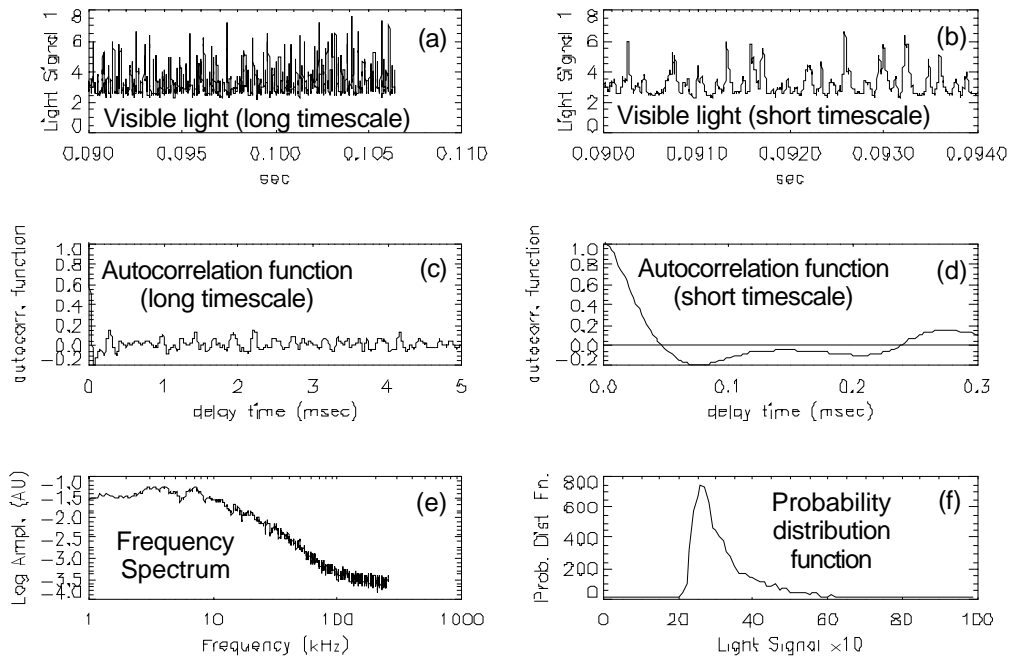 Light Signal 1
8
6
4
2
0
(a)
Visible light (long timescale)
0.090
0.095
0.100
0.105
0.110
sec
Light Signal 1
8
6
4
2
0
(b)
Visible light (short timescale)
0.0900
0.0910
0.0920
0.0930
0.0940
sec
autocorr. function
1.0
0.8
0.6
0.4
0.2
0.0
-0.2
Autocorrelation function
(long timescale)
(c)
0
1
2
3
4
5
delay time (msec)
autocorr. function
1.0
0.8
0.6
0.4
0.2
0.0
-0.2
Autocorrelation function
(short timescale)
(d)
0.0
0.1
0.2
0.3
delay time (msec)
Log Ampl. (AU)
-1.0
-1.5
-2.0
-2.5
-3.0
-3.5
-4.0
(e)
Frequency
Spectrum
1
10
100
1000
Frequency (kHz)
Prob. Dist Fn.
800
600
400
200
0
Probability
distribution
function
(f)
0
20
40
60
80
100
Light Signal x10